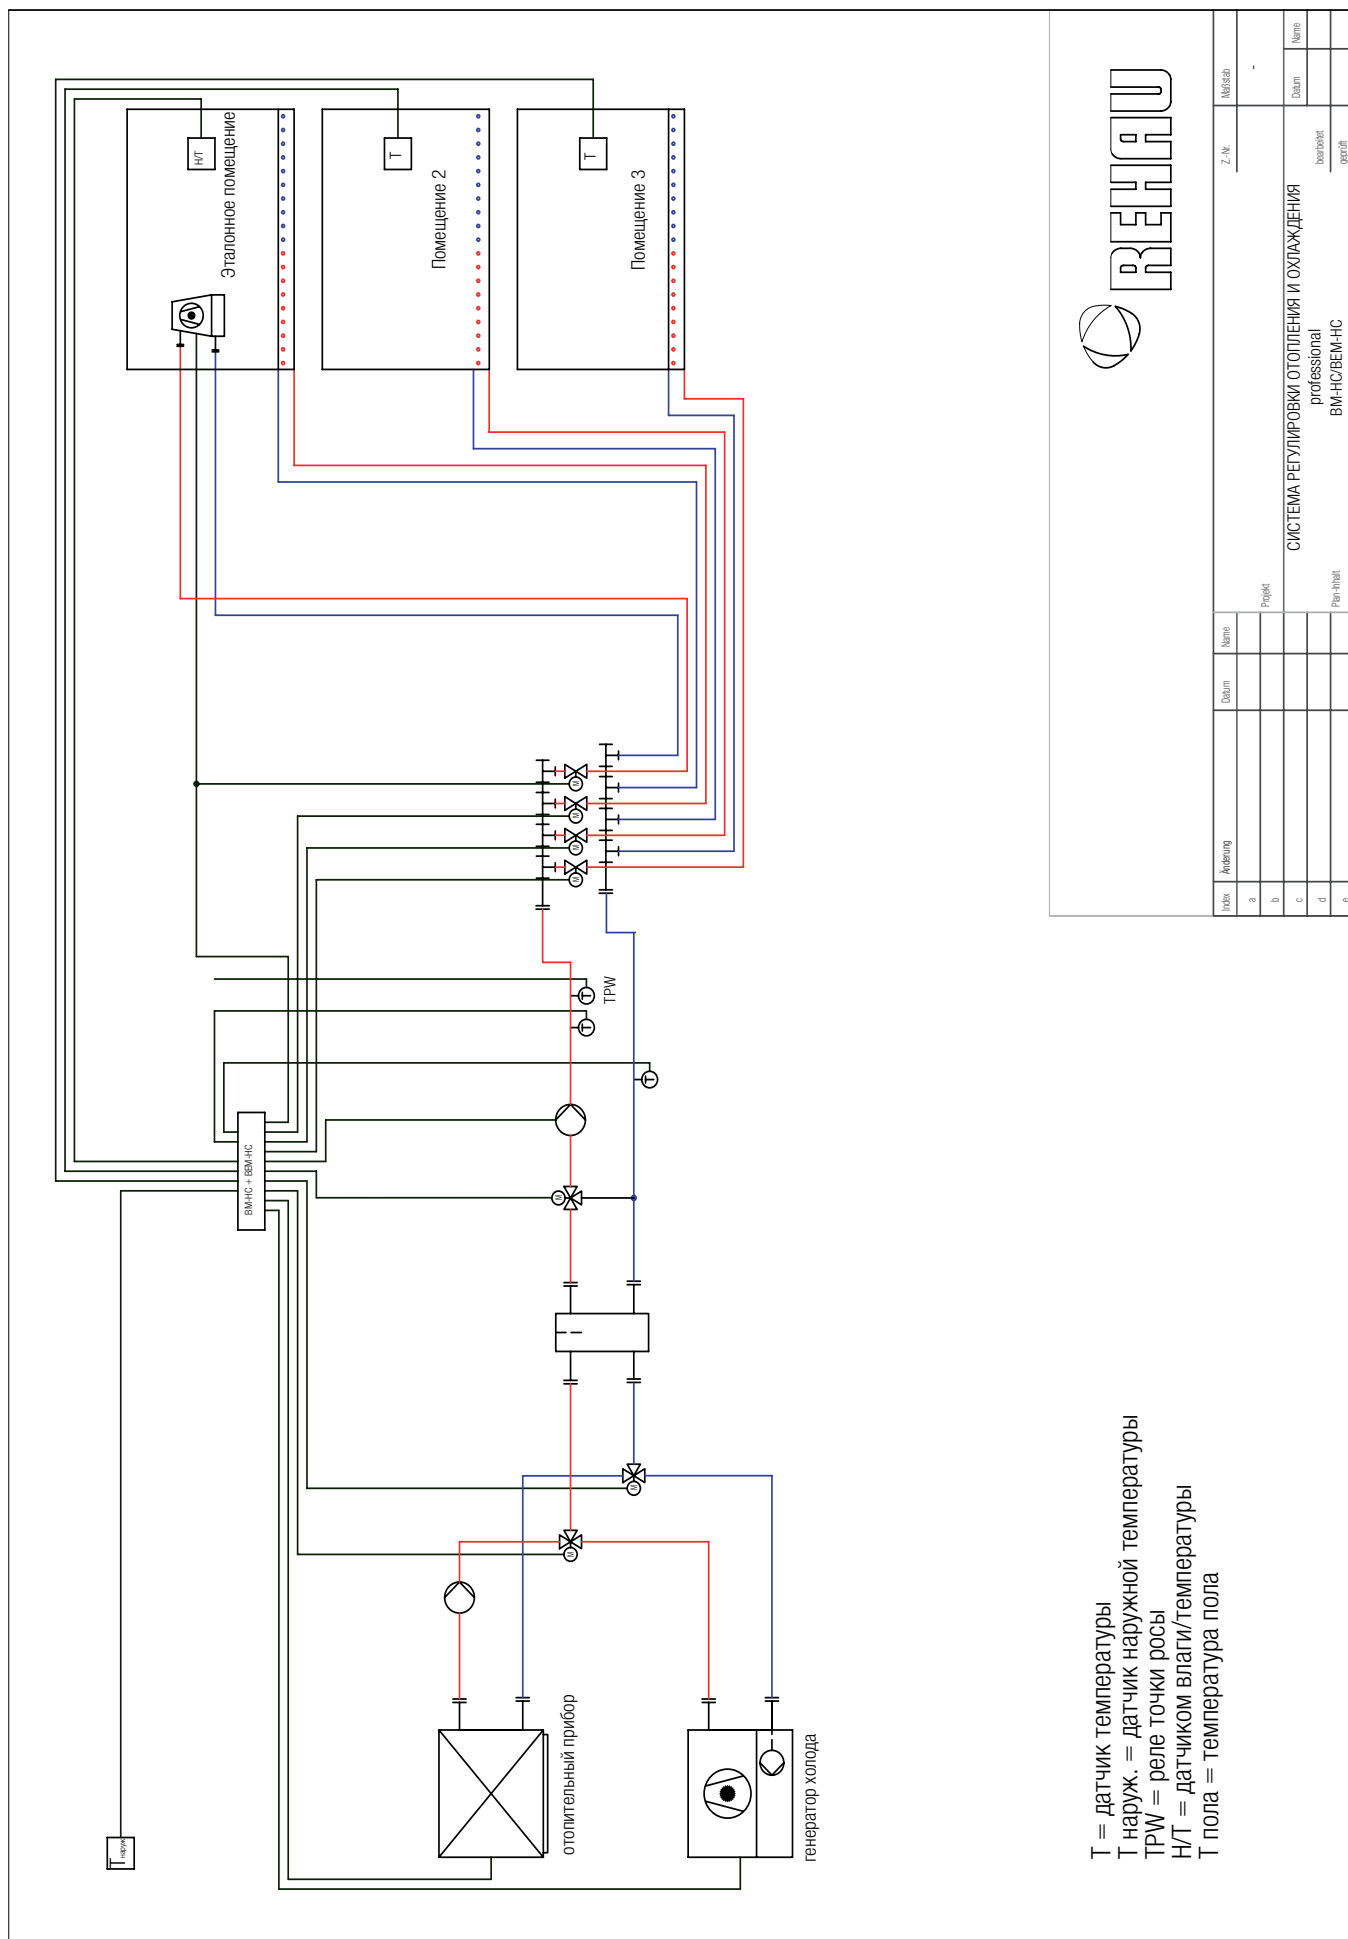 H/T
Эталонное помещение
T
Помещение 2
T
Помещение 3
M
M
M
M
T
TPW
T
T
BM-HC + BEM-HC
M
M
M
T наруж.
отопительный прибор
генератор холода
T = датчик температуры
T наруж. = датчик наружной температуры
TPW = реле точки росы
H/T = датчиком влаги/температуры
T пола = температура пола
REHAU
Index
Änderung
Datum
Name
a
b
c
d
e
Projekt
Z.-Nr.
Maßstab
-
СИСТЕМА РЕГУЛИРОВКИ ОТОПЛЕНИЯ И ОХЛАЖДЕНИЯ
professional
BM-HC/BEM-HC
Plan-Inhalt
Datum
Name
bearbeitet
geprüft